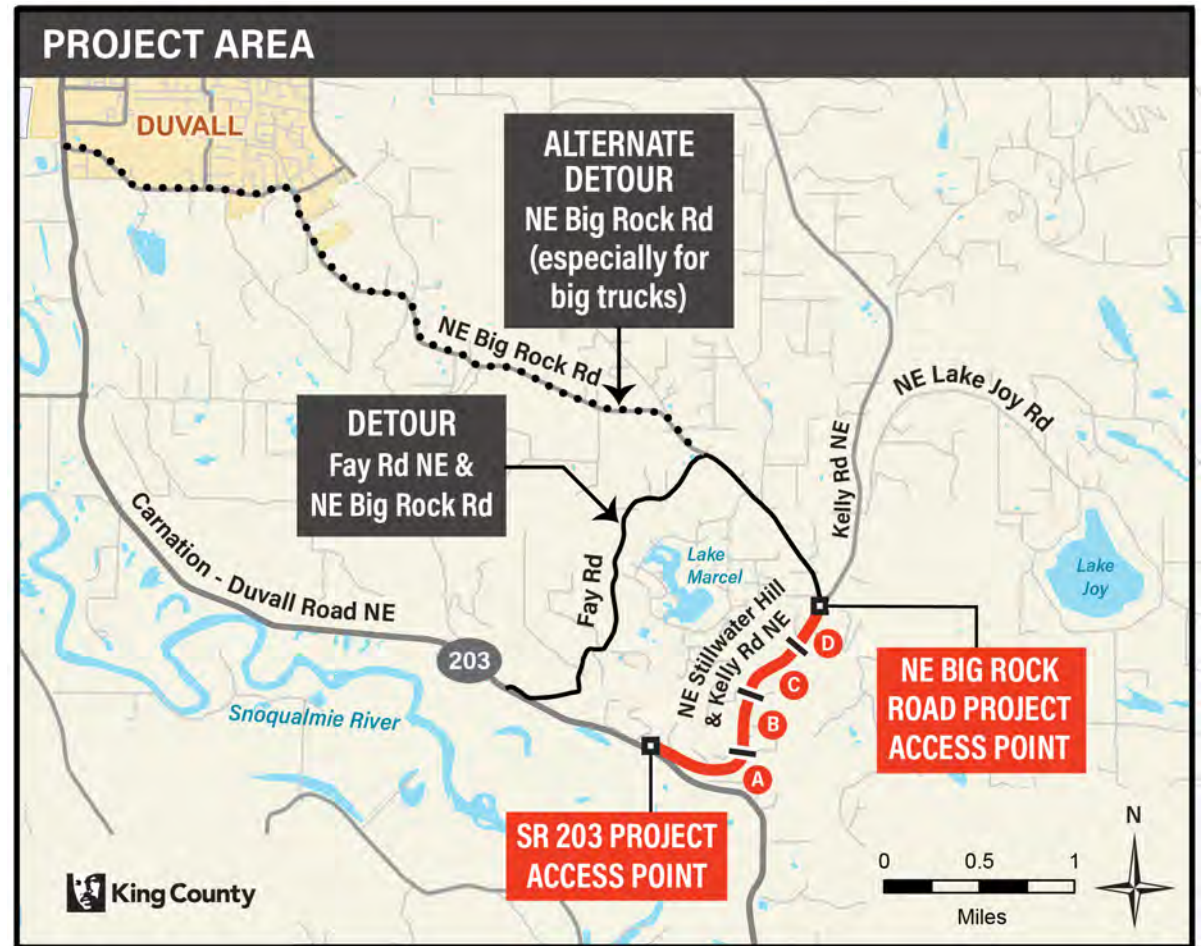 PROJECT AREA
DUVALL
ALTERNATE
DETOUR
NE Big Rock Rd
(especially for
big trucks)
NE Big Rock Rd
DETOUR
Fay Rd NE &
NE Big Rock Rd
Kelly Rd NE
NE Lake Joy Rd
Carnation - Duvall Road NE
Fay Rd
Lake
Marcel
Lake
Joy
203
NE Stillwater Hill
& Kelly Rd NE
D
C
B
A
NE BIG ROCK
ROAD PROJECT
ACCESS POINT
Snoqualmie River
SR 203 PROJECT
ACCESS POINT
King County
0 0.5 1
Miles
N